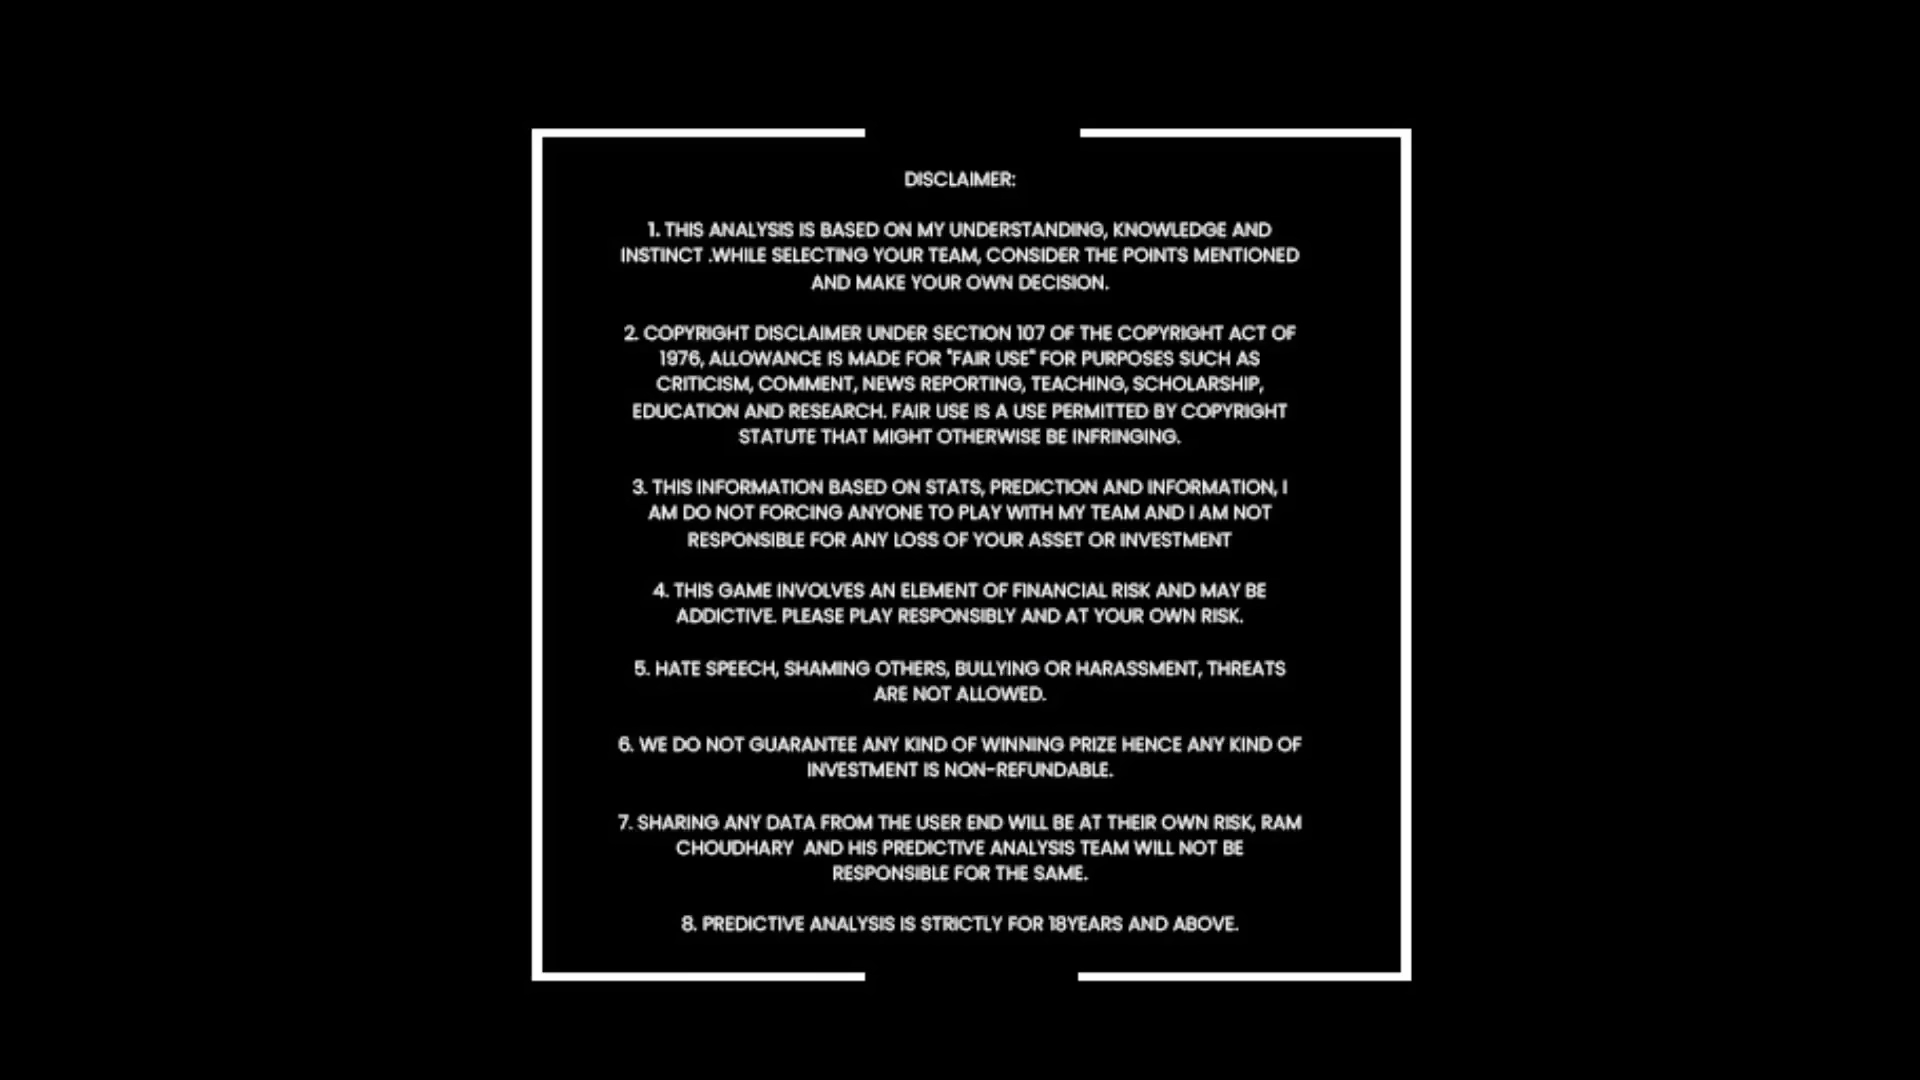 DISCLAIMER:
1. THIS ANALYSIS IS BASED ON MY UNDERSTANDING, KNOWLEDGE AND
INSTINCT .WHILE SELECTING YOUR TEAM, CONSIDER THE POINTS MENTIONED
AND MAKE YOUR OWN DECISION.
2. COPYRIGHT DISCLAIMER UNDER SECTION 107 OF THE COPYRIGHT ACT OF
1976, ALLOWANCE IS MADE FOR "FAIR USE" FOR PURPOSES SUCH AS
CRITICISM, COMMENT, NEWS REPORTING, TEACHING, SCHOLARSHIP,
EDUCATION AND RESEARCH. FAIR USE IS A USE PERMITTED BY COPYRIGHT
STATUTE THAT MIGHT OTHERWISE BE INFRINGING.
3. THIS INFORMATION BASED ON STATS, PREDICTION AND INFORMATION, I
AM DO NOT FORCING ANYONE TO PLAY WITH MY TEAM AND I AM NOT
RESPONSIBLE FOR ANY LOSS OF YOUR ASSET OR INVESTMENT
4. THIS GAME INVOLVES AN ELEMENT OF FINANCIAL RISK AND MAY BE
ADDICTIVE. PLEASE PLAY RESPONSIBLY AND AT YOUR OWN RISK.
5. HATE SPEECH, SHAMING OTHERS, BULLYING OR HARASSMENT, THREATS
ARE NOT ALLOWED.
6. WE DO NOT GUARANTEE ANY KIND OF WINNING PRIZE HENCE ANY KIND OF
INVESTMENT IS NON-REFUNDABLE.
7. SHARING ANY DATA FROM THE USER END WILL BE AT THEIR OWN RISK, RAM
CHOUDHARY  AND HIS PREDICTIVE ANALYSIS TEAM WILL NOT BE
RESPONSIBLE FOR THE SAME.
8. PREDICTIVE ANALYSIS IS STRICTLY FOR 18YEARS AND ABOVE.